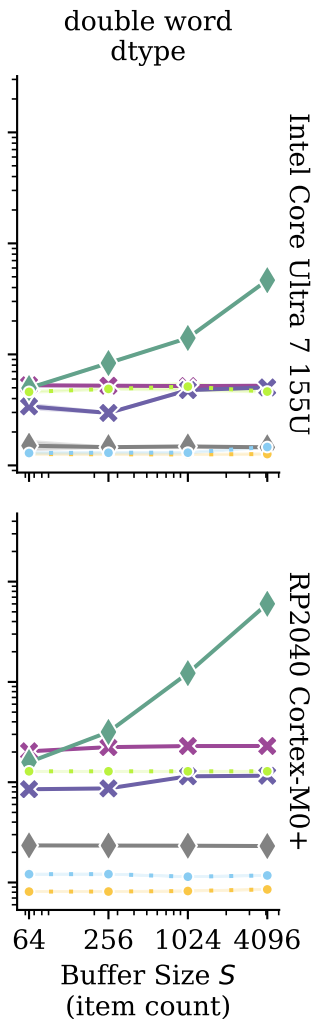 double word
dtype
Intel Core Ultra 7 155U
RP2040 Cortex-M0+
64 256 1024 4096
Buffer Size S
(item count)